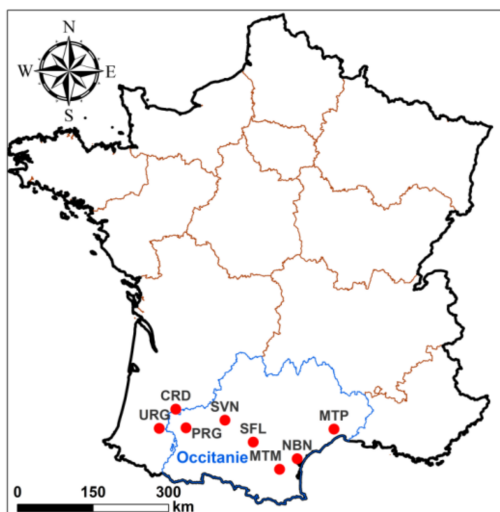 N
W E
S
CRD
SVN
URG
MTP
PRG
SFL
NBN
Occitanie
MTM
0 150 300
km